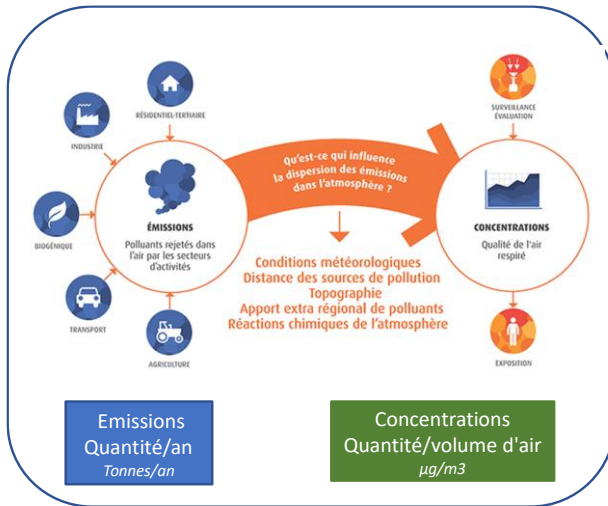 RÉSIDENTIEL-TERTIAIRE
INDUSTRIE
BIOGÉNIQUE
TRANSPORT
AGRICULTURE
ÉMISSIONS
Polluants rejetés dans
l'air par les secteurs
d'activités
Qu'est-ce qui influence
la dispersion des émissions
dans l'atmosphère ?
Conditions météorologiques
Distance des sources de pollution
Topographie
Apport extra régional de polluants
Réactions chimiques de l'atmosphère
SURVEILLANCE
ÉVALUATION
CONCENTRATIONS
Qualité de l'air
respiré
EXPOSITION
Emissions
Quantité/an
Tonnes/an
Concentrations
Quantité/volume d'air
µg/m3